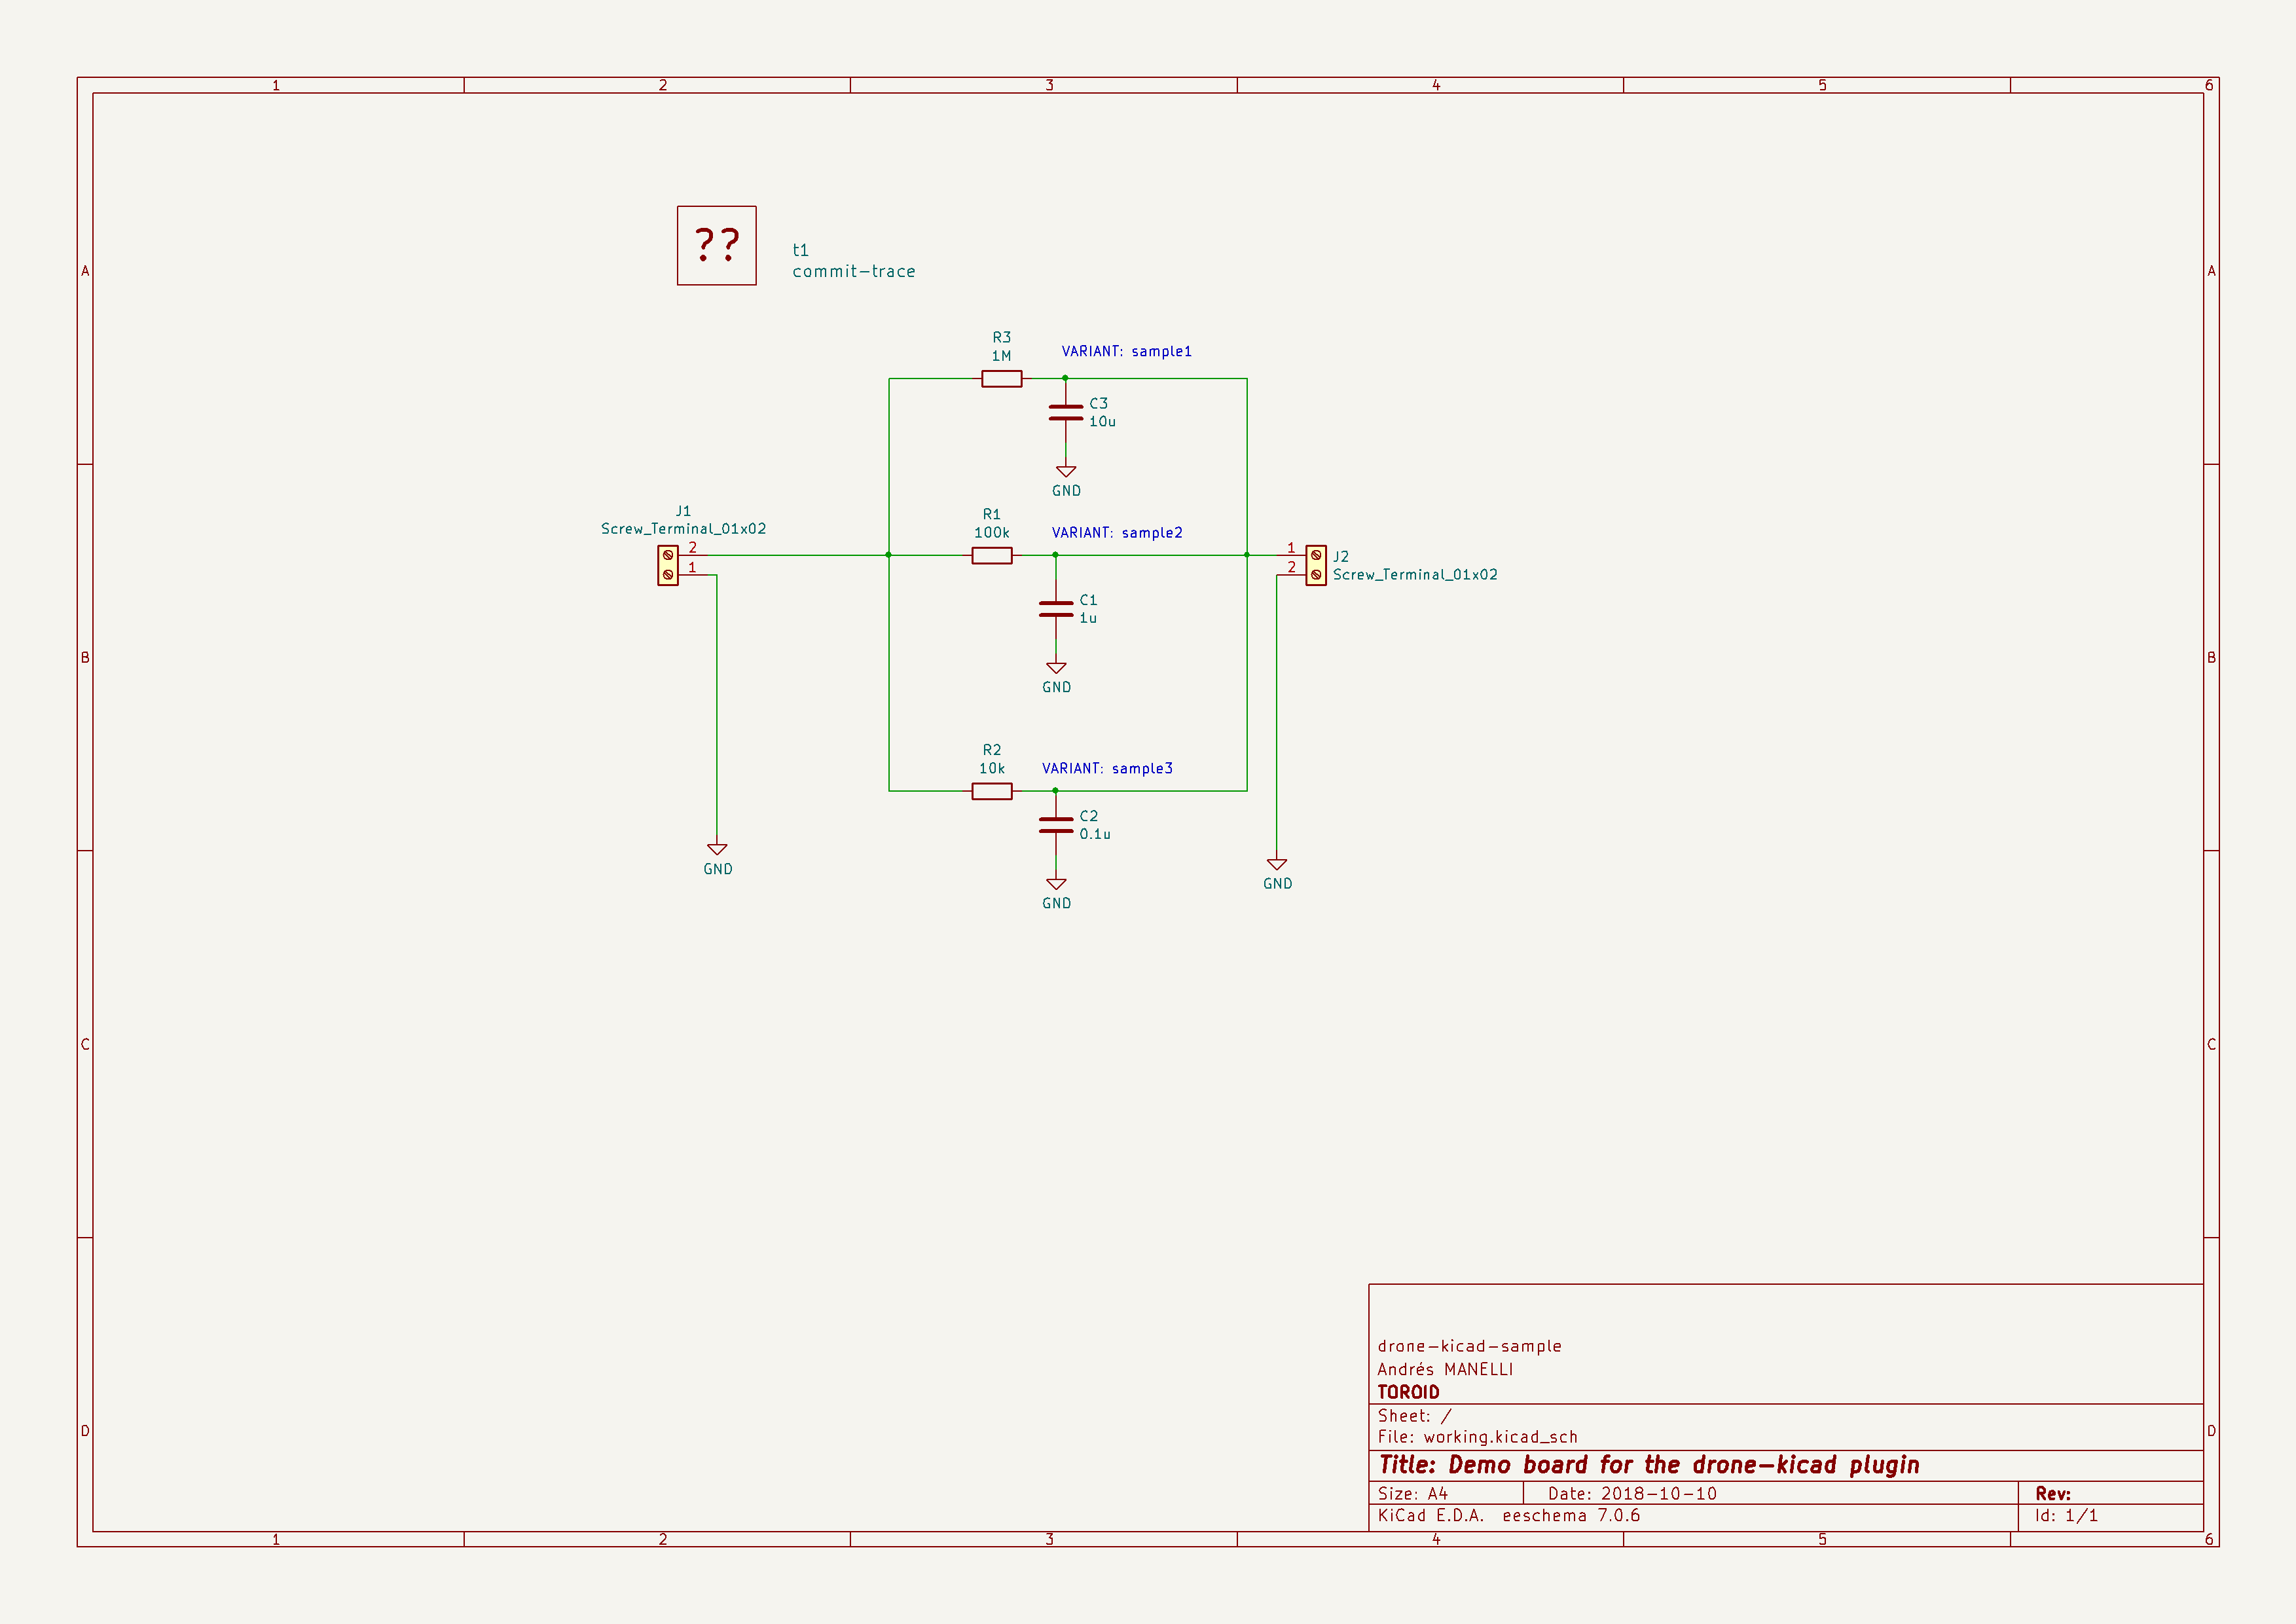 1 2 3 4 5 6
A A
??
t1
commit-trace
R3
1M
VARIANT: sample1
C3
10u
GND
J1
Screw_Terminal_01x02
2
1
R1
100k
VARIANT: sample2
1
2
J2
Screw_Terminal_01x02
C1
1u
GND
B B
R2
10k
VARIANT: sample3
C2
0.1u
GND
GND
GND
C C
drone-kicad-sample
Andrés MANELLI
TOROID
Sheet: /
File: working.kicad_sch
D D
Title: Demo board for the drone-kicad plugin
Size: A4 Date: 2018-10-10 Rev:
KiCad E.D.A. eeschema 7.0.6 Id: 1/1
1 2 3 4 5 6